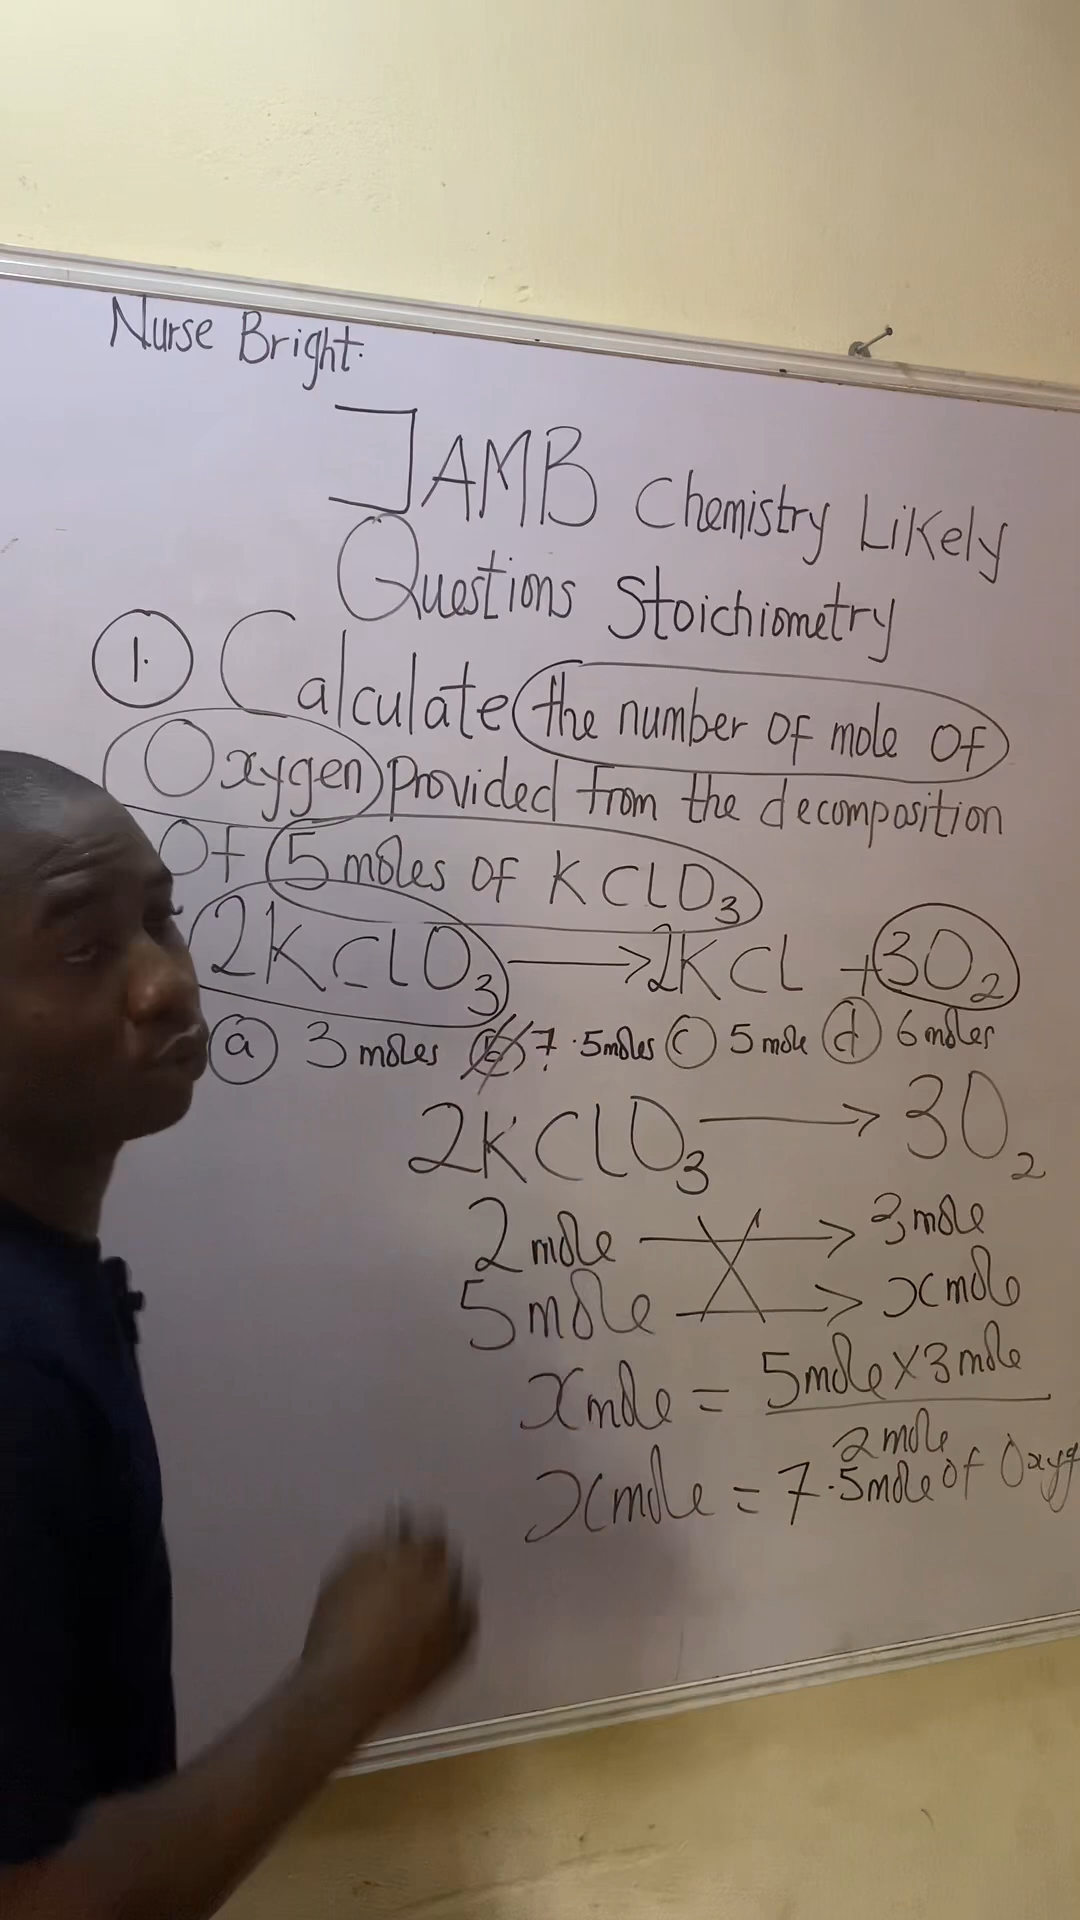 Nurse Bright.
JAMB Chemistry Likely
Questions Stoichiometry
1. Calculate the number of mole of
Oxygen provided from the decomposition
of 5 moles of KClO₃
2KClO₃ → 2KCl + 3O₂
(a) 3 moles (b) 7.5moles (c) 5 mole (d) 6 moles
2KClO₃ → 3O₂
2 mole → 3 mole
5 mole → x mole
x mole = 5 mole × 3 mole
2 mole
x mole = 7.5 mole of Oxyg